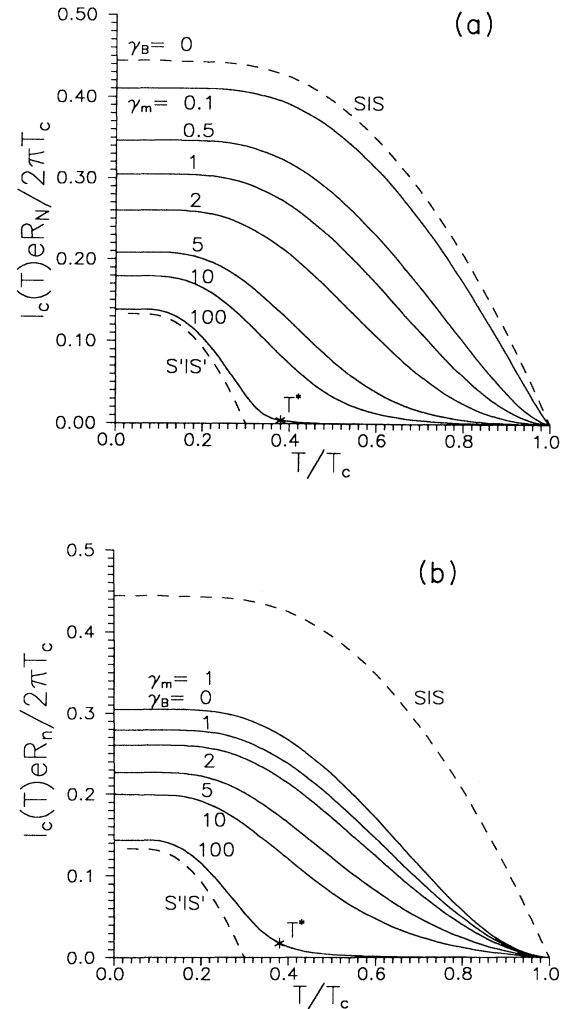 (a)
0.50
γB= 0
SIS
0.40
γm= 0.1
0.5
0.30
1
2
0.20
5
10
0.10
100
S'IS'
T*
0.00
0.0 0.2 0.4 0.6 0.8 1.0
Ic(T)eRN/2πTc
T/Tc
(b)
0.5
0.4
SIS
γm= 1
γB= 0
0.3
1
2
5
0.2
10
100
0.1
S'IS'
T*
0.0
0.0 0.2 0.4 0.6 0.8 1.0
Ic(T)eRn/2πTc
T/Tc